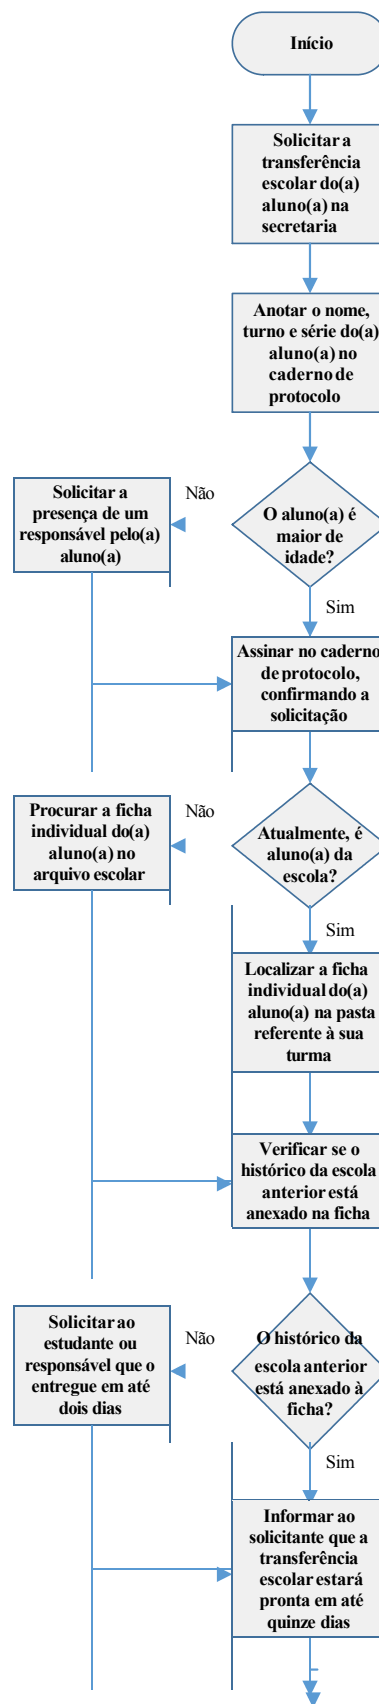 Início
Solicitar a
transferência
escolar do(a)
aluno(a) na
secretaria
Anotar o nome,
turno e série do(a)
aluno(a) no
caderno de
protocolo
Solicitar a
presença de um
responsável pelo(a)
aluno(a)
Não
O aluno(a) é
maior de
idade?
Sim
Assinar no caderno
de protocolo,
confirmando a
solicitação
Procurar a ficha
individual do(a)
aluno(a) no
arquivo escolar
Não
Atualmente, é
aluno(a) da
escola?
Sim
Localizar a ficha
individual do(a)
aluno(a) na pasta
referente à sua
turma
Verificar se o
histórico da escola
anterior está
anexado na ficha
Solicitar ao
estudante ou
responsável que o
entregue em até
dois dias
Não
O histórico da
escola anterior
está anexado à
ficha?
Sim
Informar ao
solicitante que a
transferência
escolar estará
pronta em até
quinze dias